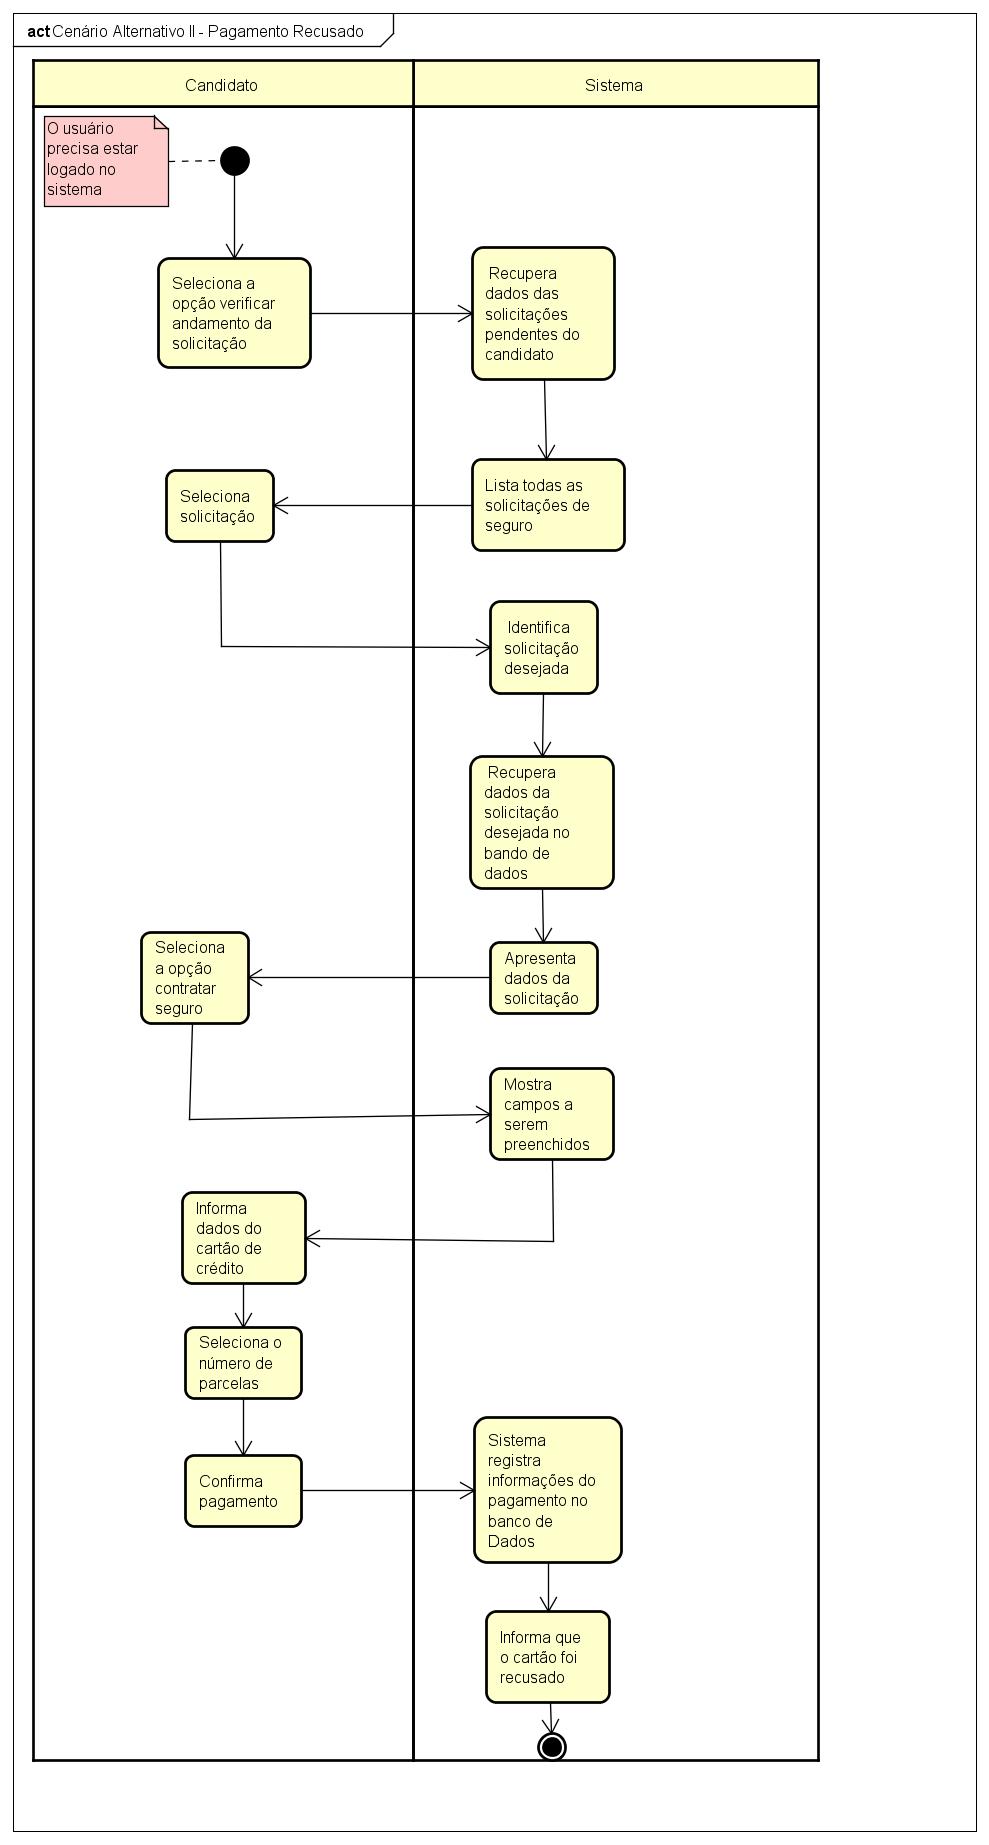 act Cenário Alternativo II - Pagamento Recusado
Candidato
Sistema
O usuário
precisa estar
logado no
sistema
Seleciona a
opção verificar
andamento da
solicitação
Recupera
dados das
solicitações
pendentes do
candidato
Lista todas as
solicitações de
seguro
Seleciona
solicitação
Identifica
solicitação
desejada
Recupera
dados da
solicitação
desejada no
bando de
dados
Apresenta
dados da
solicitação
Seleciona
a opção
contratar
seguro
Mostra
campos a
serem
preenchidos
Informa
dados do
cartão de
crédito
Seleciona o
número de
parcelas
Confirma
pagamento
Sistema
registra
informações do
pagamento no
banco de
Dados
Informa que
o cartão foi
recusado